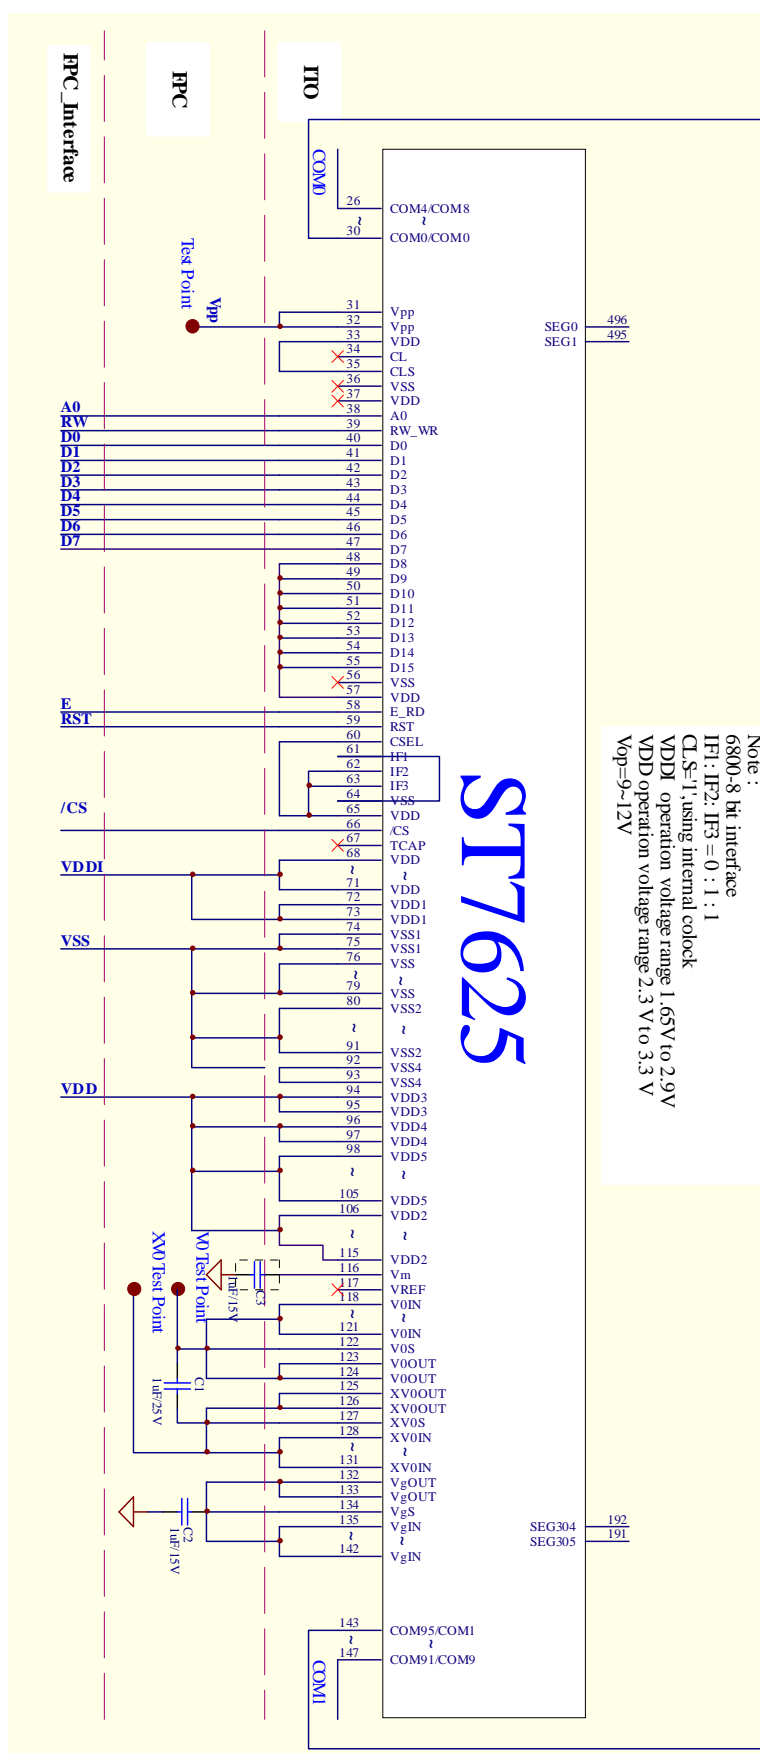 FPC_Interface
FPC
ITO
COM0
26 COM4/COM8
~ ~
30 COM0/COM0
Test Point
Vpp
31 Vpp
32 Vpp
33 VDD
34 CL
35 CLS
36 VSS
37 VDD
SEG0 496
SEG1 495
A0 38 A0
RW 39 RW_WR
D0 40 D0
D1 41 D1
D2 42 D2
D3 43 D3
D4 44 D4
D5 45 D5
D6 46 D6
D7 47 D7
48 D8
49 D9
50 D10
51 D11
52 D12
53 D13
54 D14
55 D15
56 VSS
57 VDD
E 58 E_RD
RST 59 RST
60 CSEL
61 IF1
62 IF2
63 IF3
64 VSS
65 VDD
/CS 66 /CS
67 TCAP
68 VDD
~ ~
VDDI 71 VDD
72 VDD1
73 VDD1
74 VSS1
VSS 75 VSS1
76 VSS
~ ~
79 VSS
80 VSS2
~ ~
91 VSS2
92 VSS4
93 VSS4
VDD 94 VDD3
95 VDD3
96 VDD4
97 VDD4
98 VDD5
~ ~
105 VDD5
106 VDD2
~ ~
115 VDD2
116 Vm
117 VREF
118 V0IN
~ ~
121 V0IN
122 V0S
123 V0OUT
124 V0OUT
125 XV0OUT
126 XV0OUT
127 XV0S
128 XV0IN
~ ~
131 XV0IN
132 VgOUT
133 VgOUT
134 VgS
135 VgIN
~ ~
142 VgIN
XV0 Test Point
V0 Test Point
C3
1uF/15V
C1
1uF/25V
C2
1uF/15V
SEG304 192
SEG305 191
143 COM95/COM1
~ ~
147 COM91/COM9
COM1
ST7625
Note :
6800-8 bit interface
IF1: IF2: IF3 = 0 : 1 : 1
CLS='1',using internal colock
VDDI operation voltage range 1.65V to 2.9V
VDD operation voltage range 2.3 V to 3.3 V
Vop=9~12V